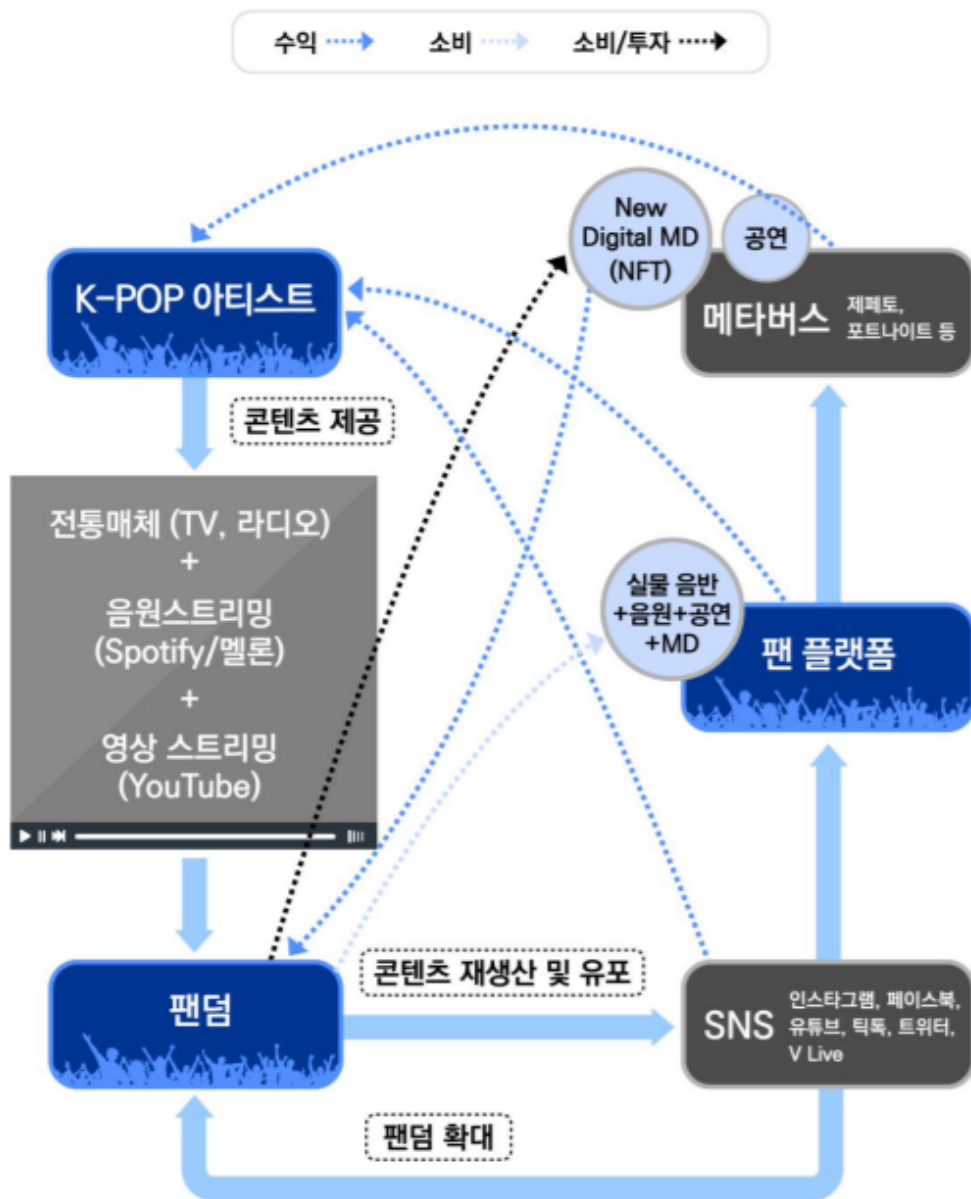 수익
소비
소비/투자
New
Digital MD
(NFT)
공연
K-POP 아티스트
메타버스
제페토,
포트나이트 등
콘텐츠 제공
전통매체 (TV, 라디오)
+
음원스트리밍
(Spotify/멜론)
+
영상 스트리밍
(YouTube)
실물 음반
+음원+공연
+MD
팬 플랫폼
콘텐츠 재생산 및 유포
팬덤
SNS
인스타그램, 페이스북,
유튜브, 틱톡, 트위터,
V Live
팬덤 확대